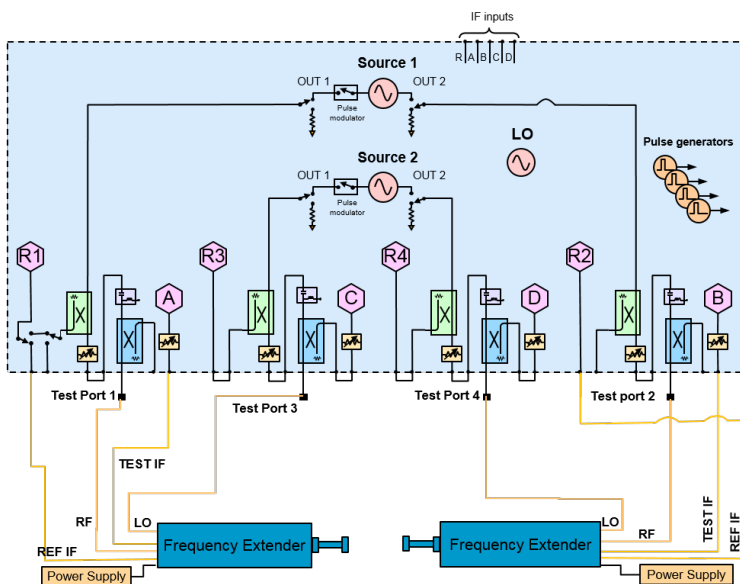 IF inputs
R A B C D
Source 1
OUT 1
OUT 2
Pulse
modulator
LO
Pulse generators
Source 2
OUT 1
OUT 2
Pulse
modulator
R1
A
R3
C
R4
D
R2
B
Test Port 1
Test Port 3
Test Port 4
Test port 2
TEST IF
RF
LO
REF IF
Frequency Extender
Power Supply
Frequency Extender
LO
RF
TEST IF
REF IF
Power Supply